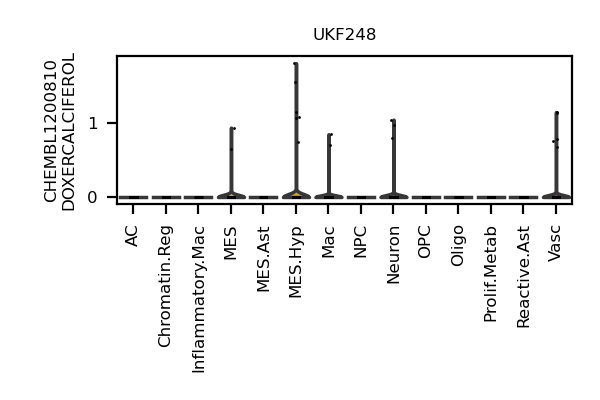 UKF248
CHEMBL1200810
DOXERCALCIFEROL
1
0
AC
Chromatin.Reg
Inflammatory.Mac
MES
MES.Ast
MES.Hyp
Mac
NPC
Neuron
OPC
Oligo
Prolif.Metab
Reactive.Ast
Vasc